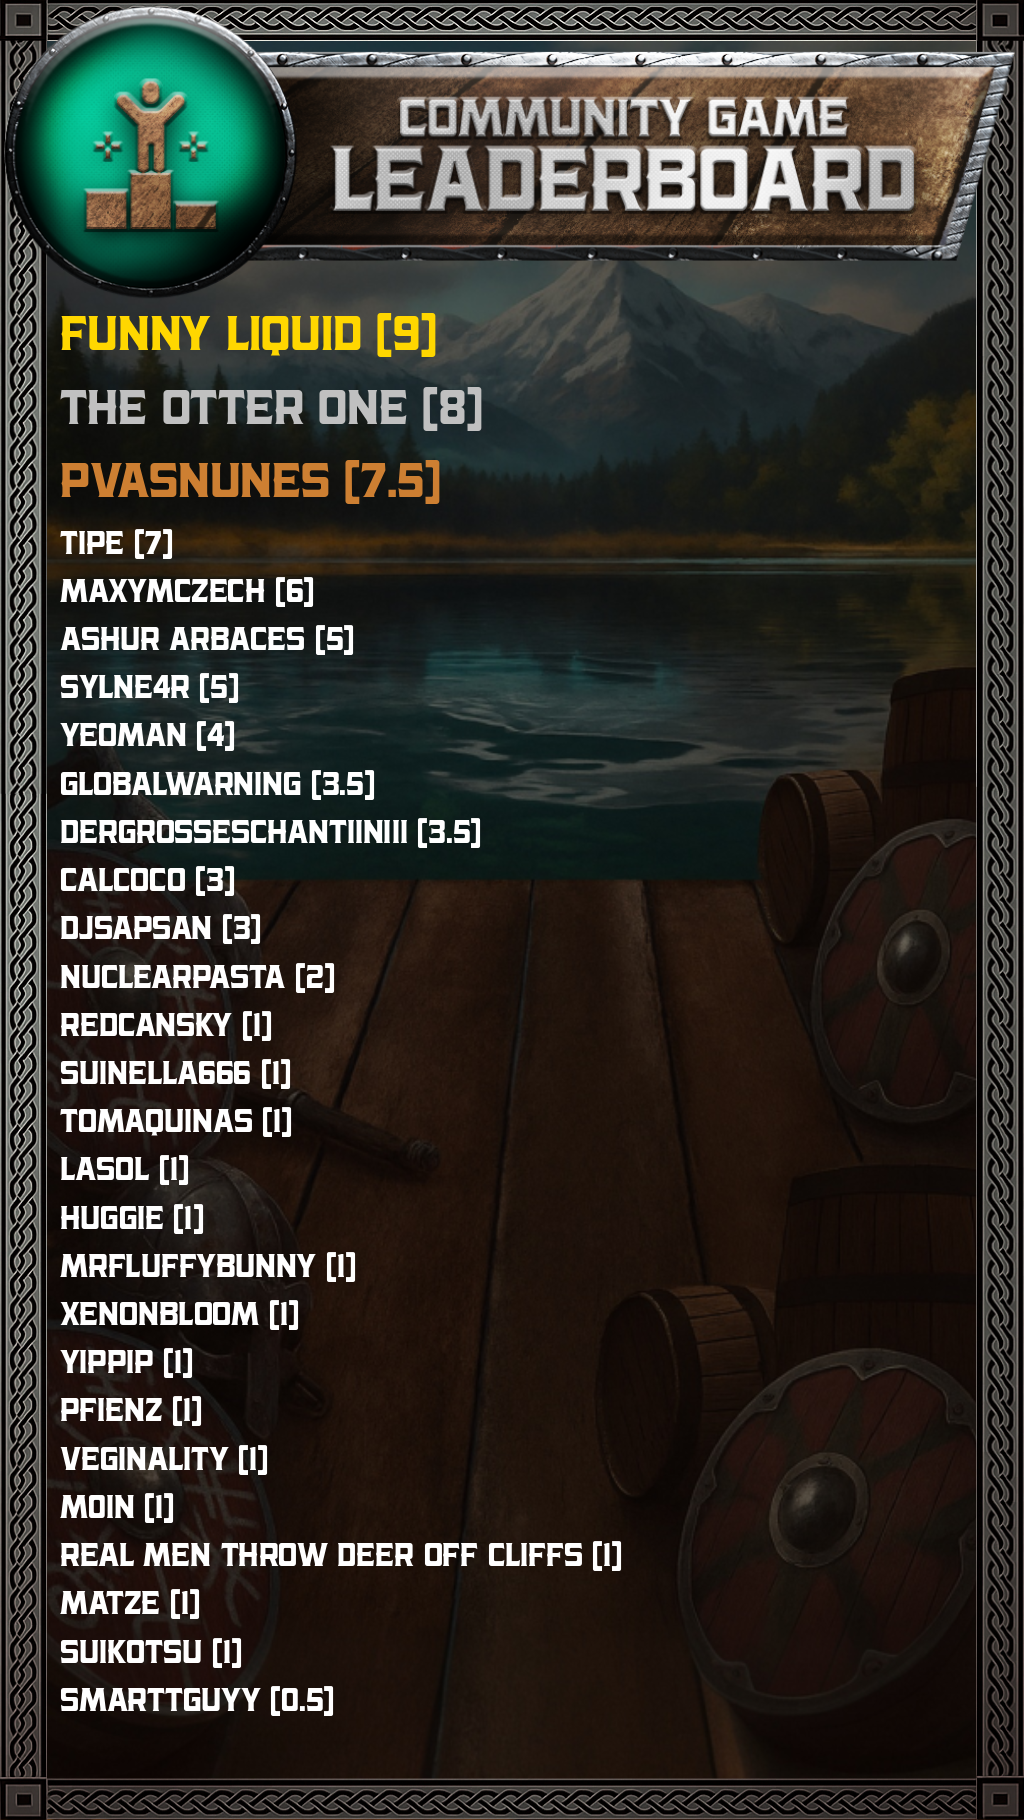 COMMUNITY GAME
LEADERBOARD
FUNNY LIQUID [9]
THE OTTER ONE [8]
PVASNUNES [7.5]
TIPE [7]
MAXYMCZECH [6]
ASHUR ARBACES [5]
SYLNE4R [5]
YEOMAN [4]
GLOBALWARNING [3.5]
DERGROSSESCHANTIINIII [3.5]
CALCOCO [3]
DJSAPSAN [3]
NUCLEARPASTA [2]
REDCANSKY [1]
SUINELLA666 [1]
TOMAQUINAS [1]
LASOL [1]
HUGGIE [1]
MRFLUFFYBUNNY [1]
XENONBLOOM [1]
YIPPIP [1]
PFIENZ [1]
VEGINALITY [1]
MOIN [1]
REAL MEN THROW DEER OFF CLIFFS [1]
MATZE [1]
SUIKOTSU [1]
SMARTTGUYY [0.5]